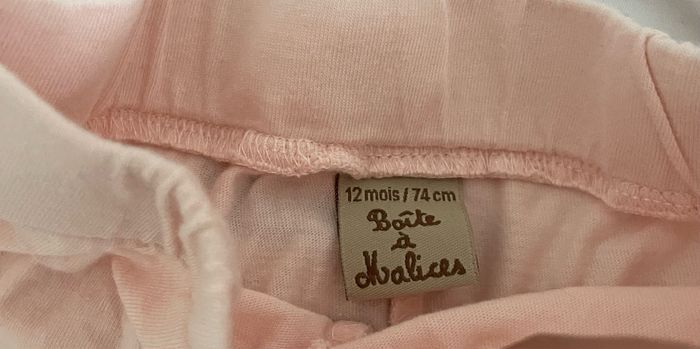 12 mois / 74 cm
Boîte
à
Malices